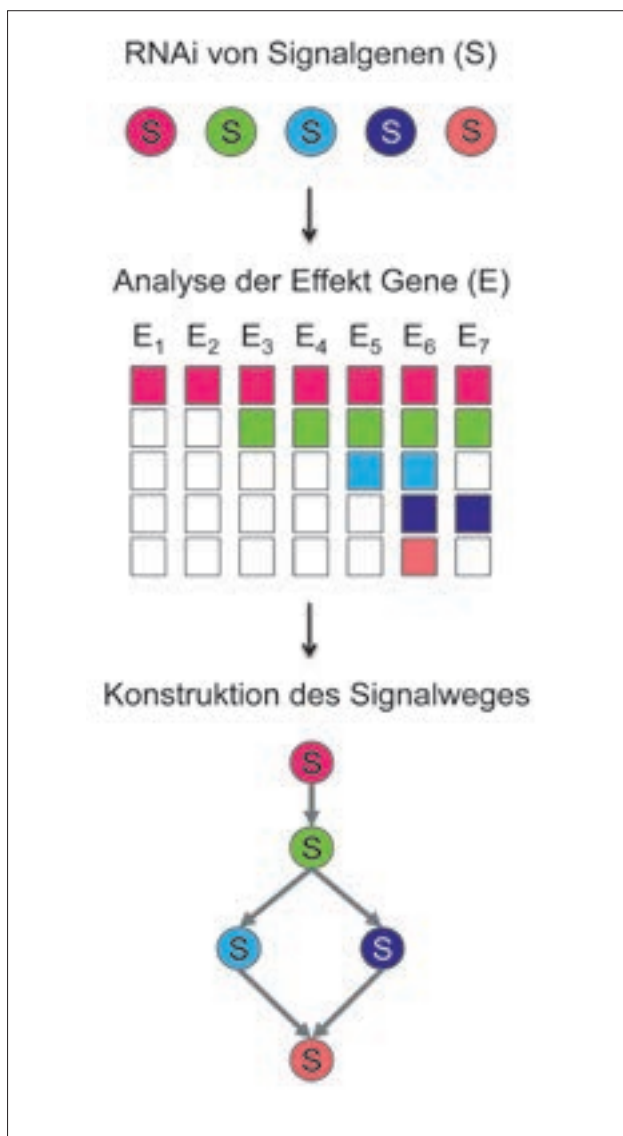 RNAi von Signalgenen (S)
S S S S S
Analyse der Effekt Gene (E)
E₁ E₂ E₃ E₄ E₅ E₆ E₇
Konstruktion des Signalweges
S
S
S S
S